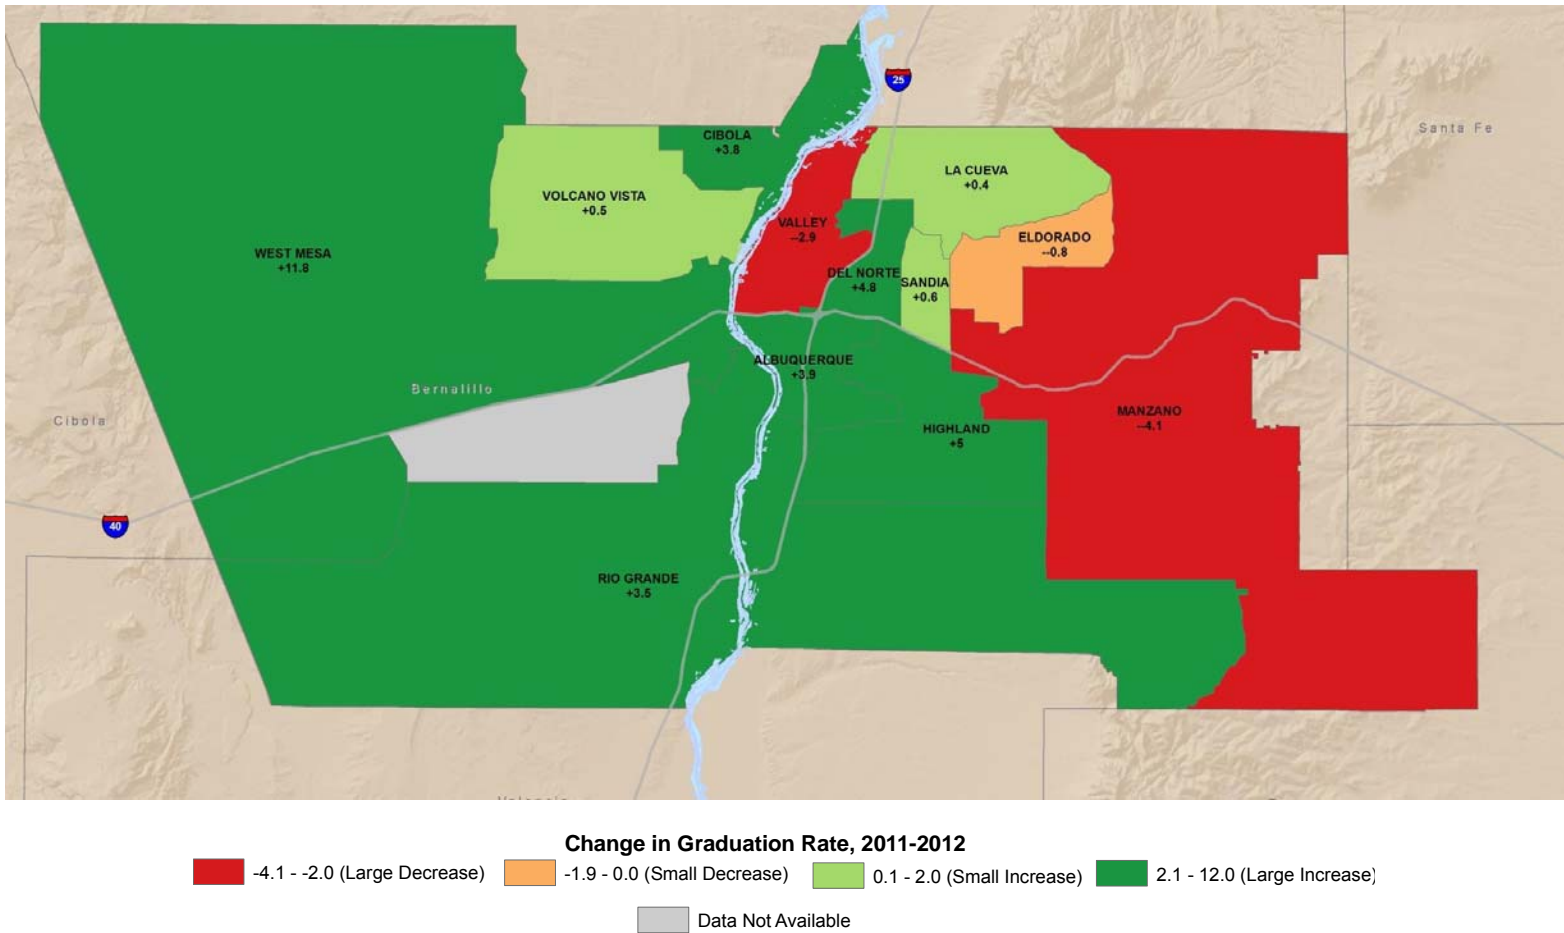 25
Santa Fe
CIBOLA
+3.8
LA CUEVA
+0.4
VOLCANO VISTA
+0.5
VALLEY
--2.9
ELDORADO
--0.8
WEST MESA
+11.8
DEL NORTE
+4.8
SANDIA
+0.6
ALBUQUERQUE
+3.9
Bernalillo
Cibola
MANZANO
--4.1
HIGHLAND
+5
40
RIO GRANDE
+3.5
Change in Graduation Rate, 2011-2012
-4.1 - -2.0 (Large Decrease)
-1.9 - 0.0 (Small Decrease)
0.1 - 2.0 (Small Increase)
2.1 - 12.0 (Large Increase)
Data Not Available